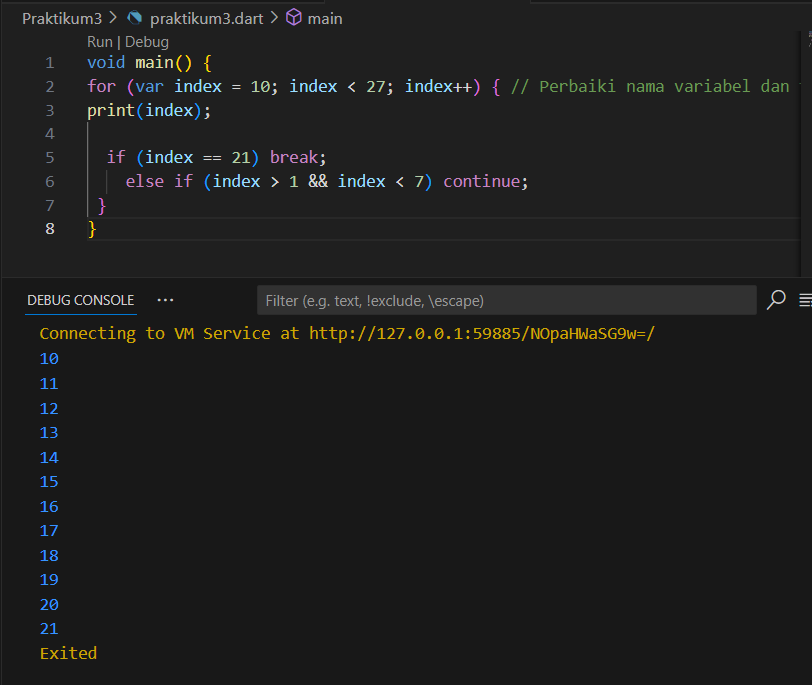 Praktikum3 > praktikum3.dart > main
Run | Debug
1 void main() {
2 for (var index = 10; index < 27; index++) { // Perbaiki nama variabel dan
3 print(index);
4
5 if (index == 21) break;
6 else if (index > 1 && index < 7) continue;
7 }
8 }
DEBUG CONSOLE ...
Filter (e.g. text, !exclude, \escape)
Connecting to VM Service at http://127.0.0.1:59885/NOpaHWaSG9w=/
10
11
12
13
14
15
16
17
18
19
20
21
Exited